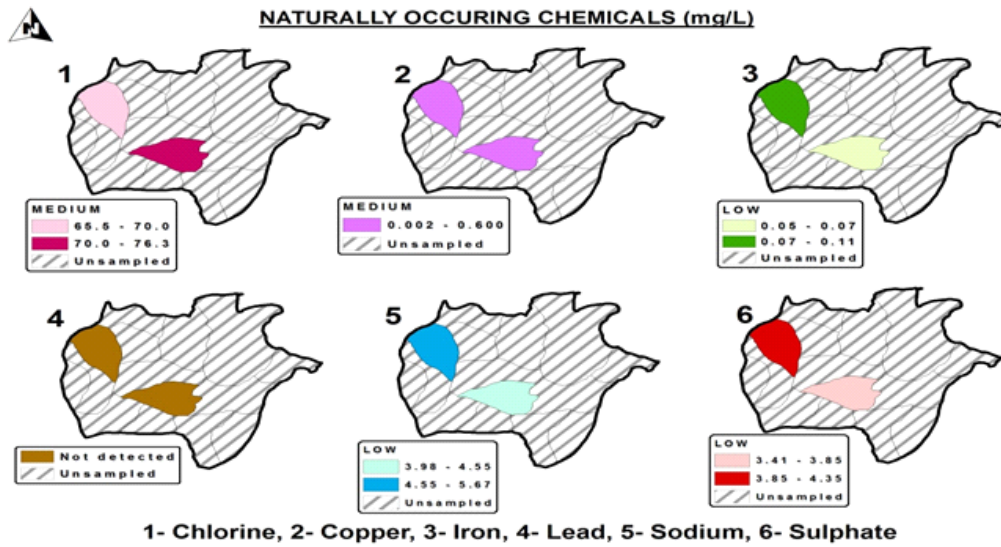 NATURALLY OCCURING CHEMICALS (mg/L)
N
1
MEDIUM
65.5 - 70.0
70.0 - 76.3
Unsampled
2
MEDIUM
0.002 - 0.600
Unsampled
3
LOW
0.05 - 0.07
0.07 - 0.11
Unsampled
4
Not detected
Unsampled
5
LOW
3.98 - 4.55
4.55 - 5.67
Unsampled
6
LOW
3.41 - 3.85
3.85 - 4.35
Unsampled
1- Chlorine, 2- Copper, 3- Iron, 4- Lead, 5- Sodium, 6- Sulphate